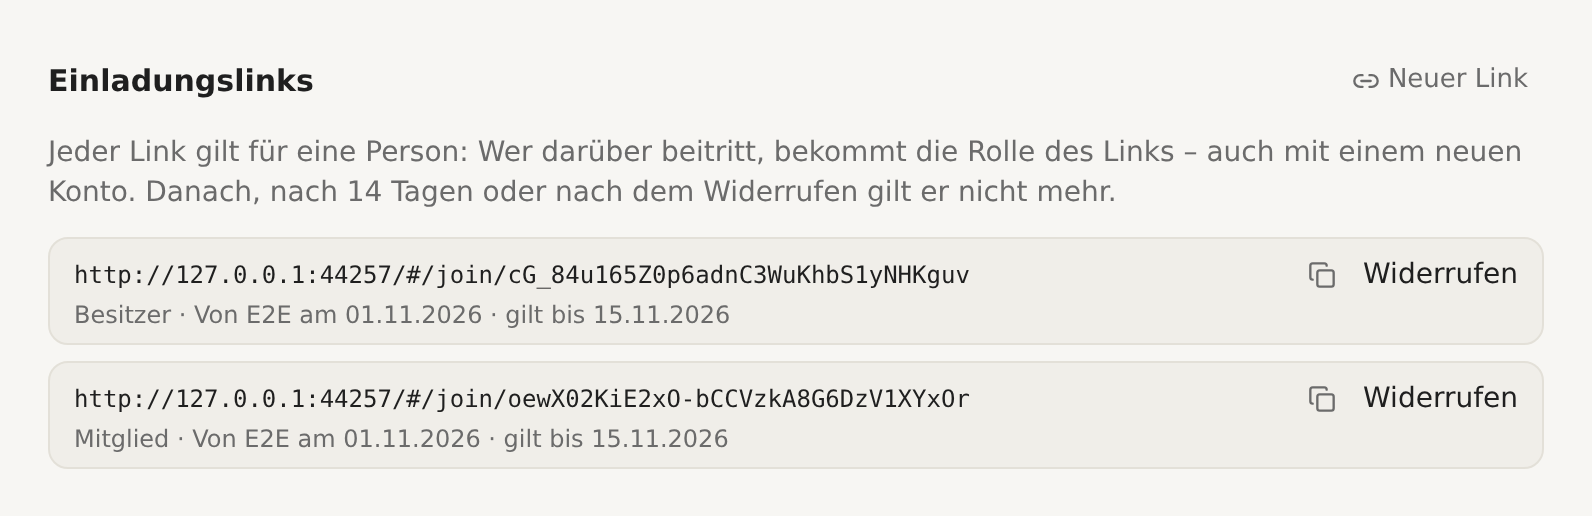 Einladungslinks
Neuer Link
Jeder Link gilt für eine Person: Wer darüber beitritt, bekommt die Rolle des Links – auch mit einem neuen
Konto. Danach, nach 14 Tagen oder nach dem Widerrufen gilt er nicht mehr.
http://127.0.0.1:44257/#/join/cG_84u165Z0p6adnC3WuKhbS1yNHKguv
Widerrufen
Besitzer · Von E2E am 01.11.2026 · gilt bis 15.11.2026
http://127.0.0.1:44257/#/join/oewX02KiE2xO-bCCVzkA8G6DzV1XYxOr
Widerrufen
Mitglied · Von E2E am 01.11.2026 · gilt bis 15.11.2026